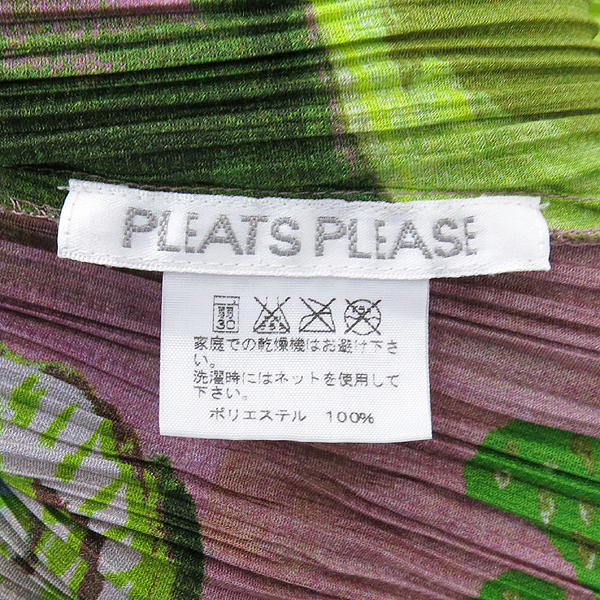 PLEATS PLEASE
弱
30
家庭での乾燥機はお避け下さ
い。
洗濯時にはネットを使用して
下さい。
ポリエステル 100%